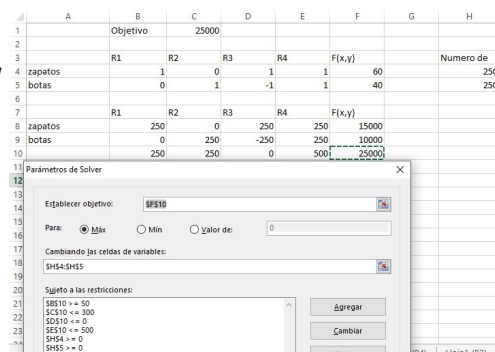 A B C D E F G H
1 Objetivo 25000
2
3 R1 R2 R3 R4 F(x,y) Numero de
4 zapatos 1 0 1 1 60 250
5 botas 0 1 -1 1 40 250
6
7 R1 R2 R3 R4 F(x,y)
8 zapatos 250 0 250 250 15000
9 botas 0 250 -250 250 10000
10 250 250 0 500 25000
11 Parámetros de Solver ×
12
13
14 Establecer objetivo: $F$10
15
16 Para: Máx Mín Valor de: 0
17 Cambiando las celdas de variables:
18 $H$4:$H$5
19
20 Sujeto a las restricciones:
21 $B$10 >= 50 Agregar
22 $C$10 <= 300
$D$10 <= 0
23 $E$10 <= 500 Cambiar
$H$4 >= 0
$H$5 >= 0